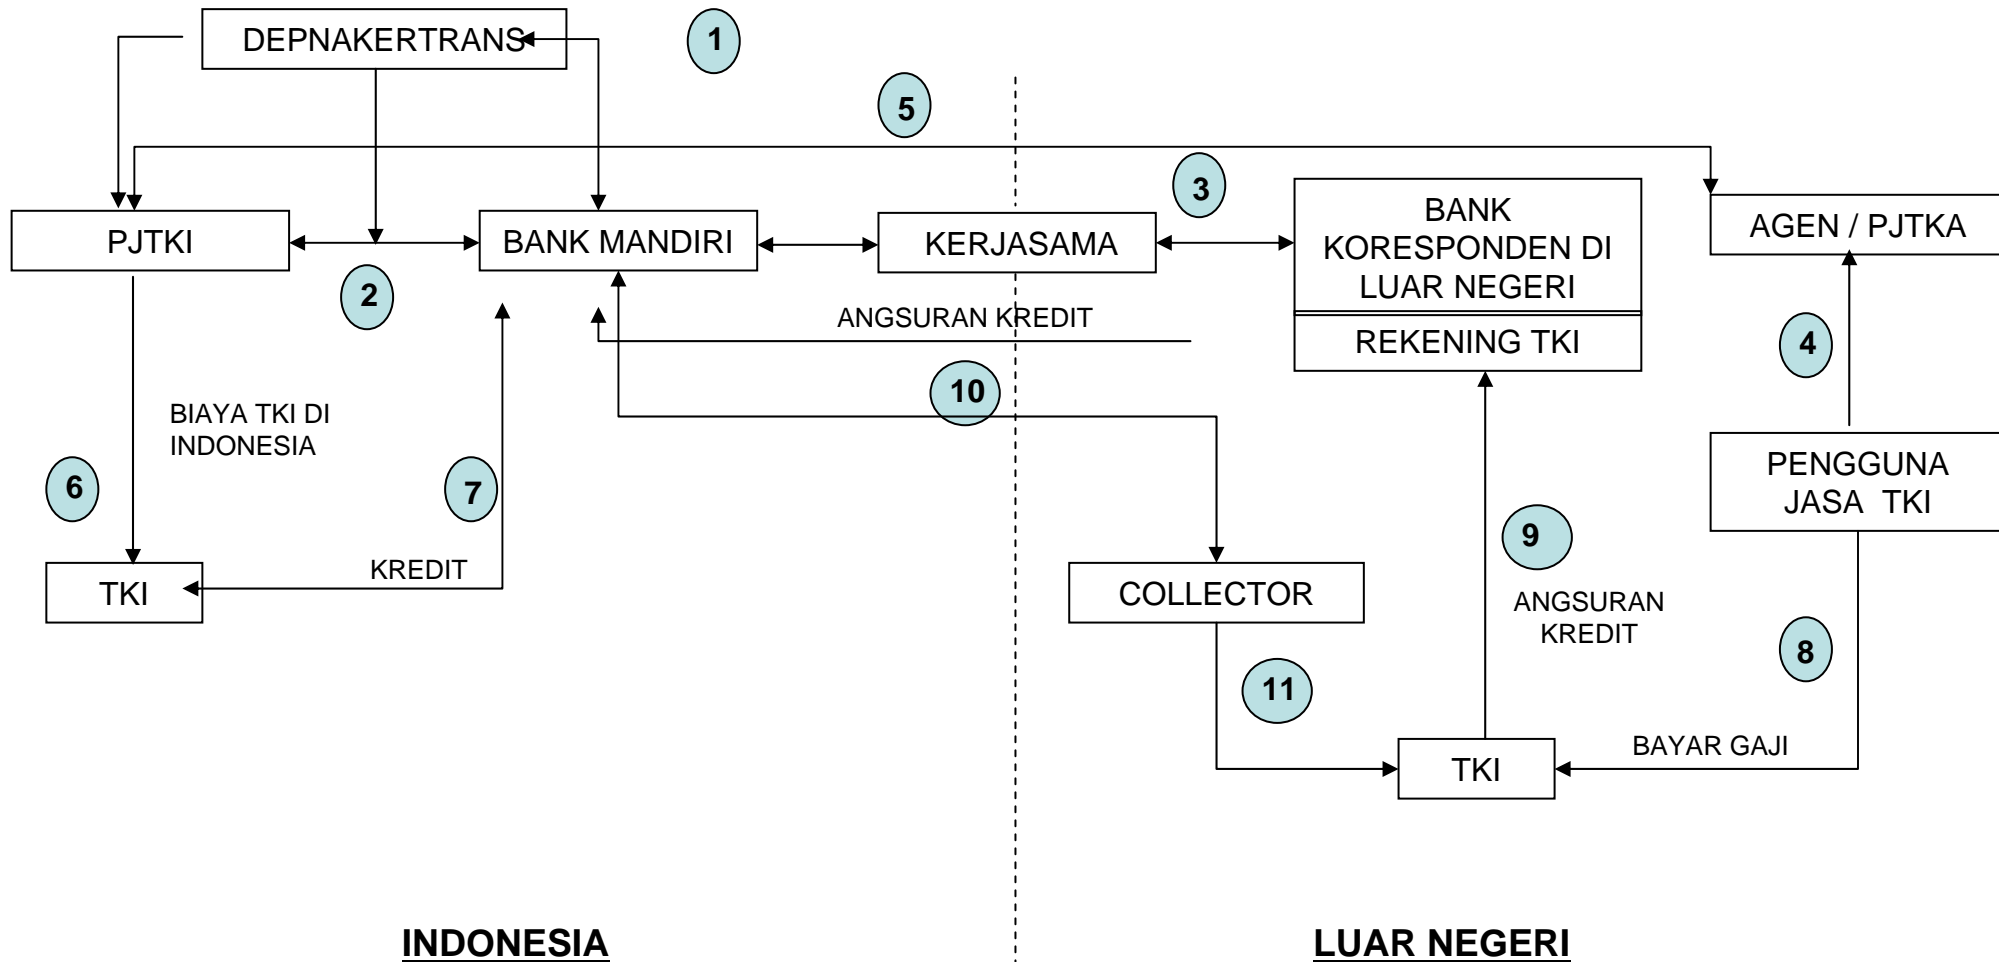 DEPNAKERTRANS
1
5
3
PJTKI
BANK MANDIRI
KERJASAMA
BANK
KORESPONDEN DI
LUAR NEGERI
REKENING TKI
AGEN / PJTKA
2
ANGSURAN KREDIT
4
10
BIAYA TKI DI
INDONESIA
6
7
PENGGUNA
JASA TKI
9
KREDIT
TKI
COLLECTOR
ANGSURAN
KREDIT
8
11
BAYAR GAJI
TKI
INDONESIA
LUAR NEGERI